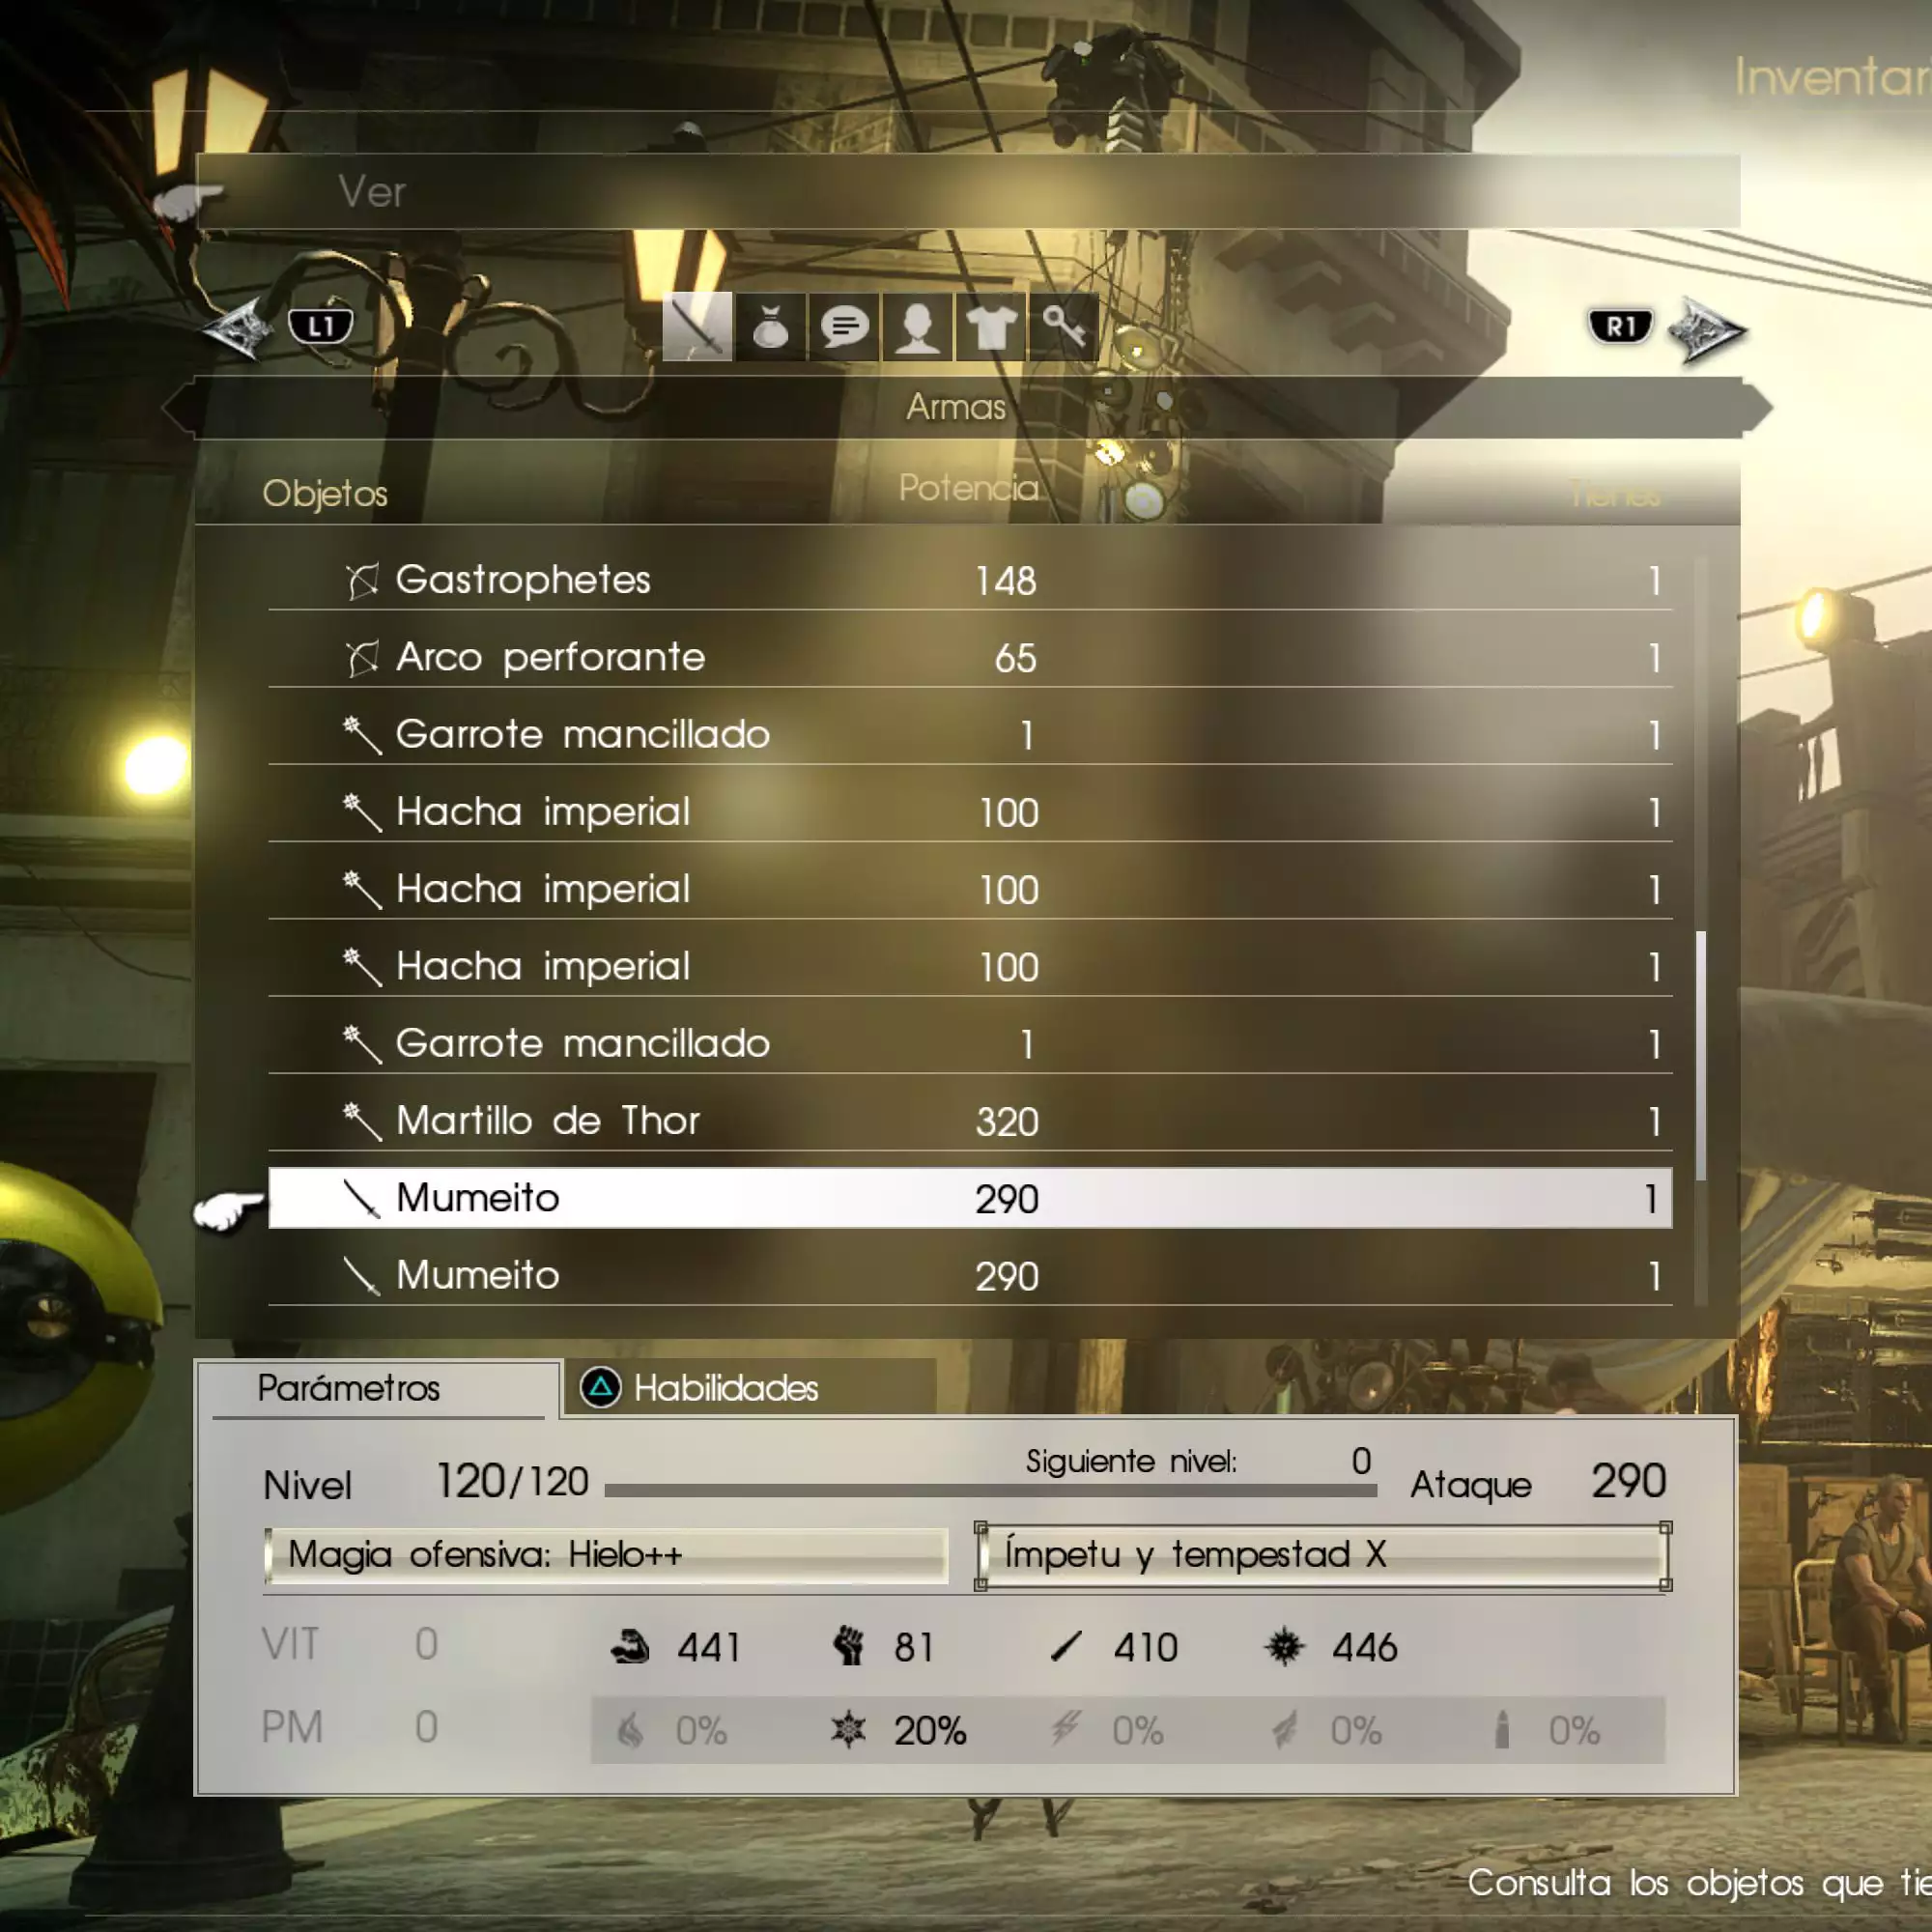 Inventari
Ver
L1
R1
Armas
Objetos Potencia Tienes
Gastrophetes 148 1
Arco perforante 65 1
Garrote mancillado 1 1
Hacha imperial 100 1
Hacha imperial 100 1
Hacha imperial 100 1
Garrote mancillado 1 1
Martillo de Thor 320 1
Mumeito 290 1
Mumeito 290 1
Parámetros Habilidades
Nivel 120/120 Siguiente nivel: 0 Ataque 290
Magia ofensiva: Hielo++ Ímpetu y tempestad X
VIT 0 441 81 410 446
PM 0 0% 20% 0% 0% 0%
Consulta los objetos que tie